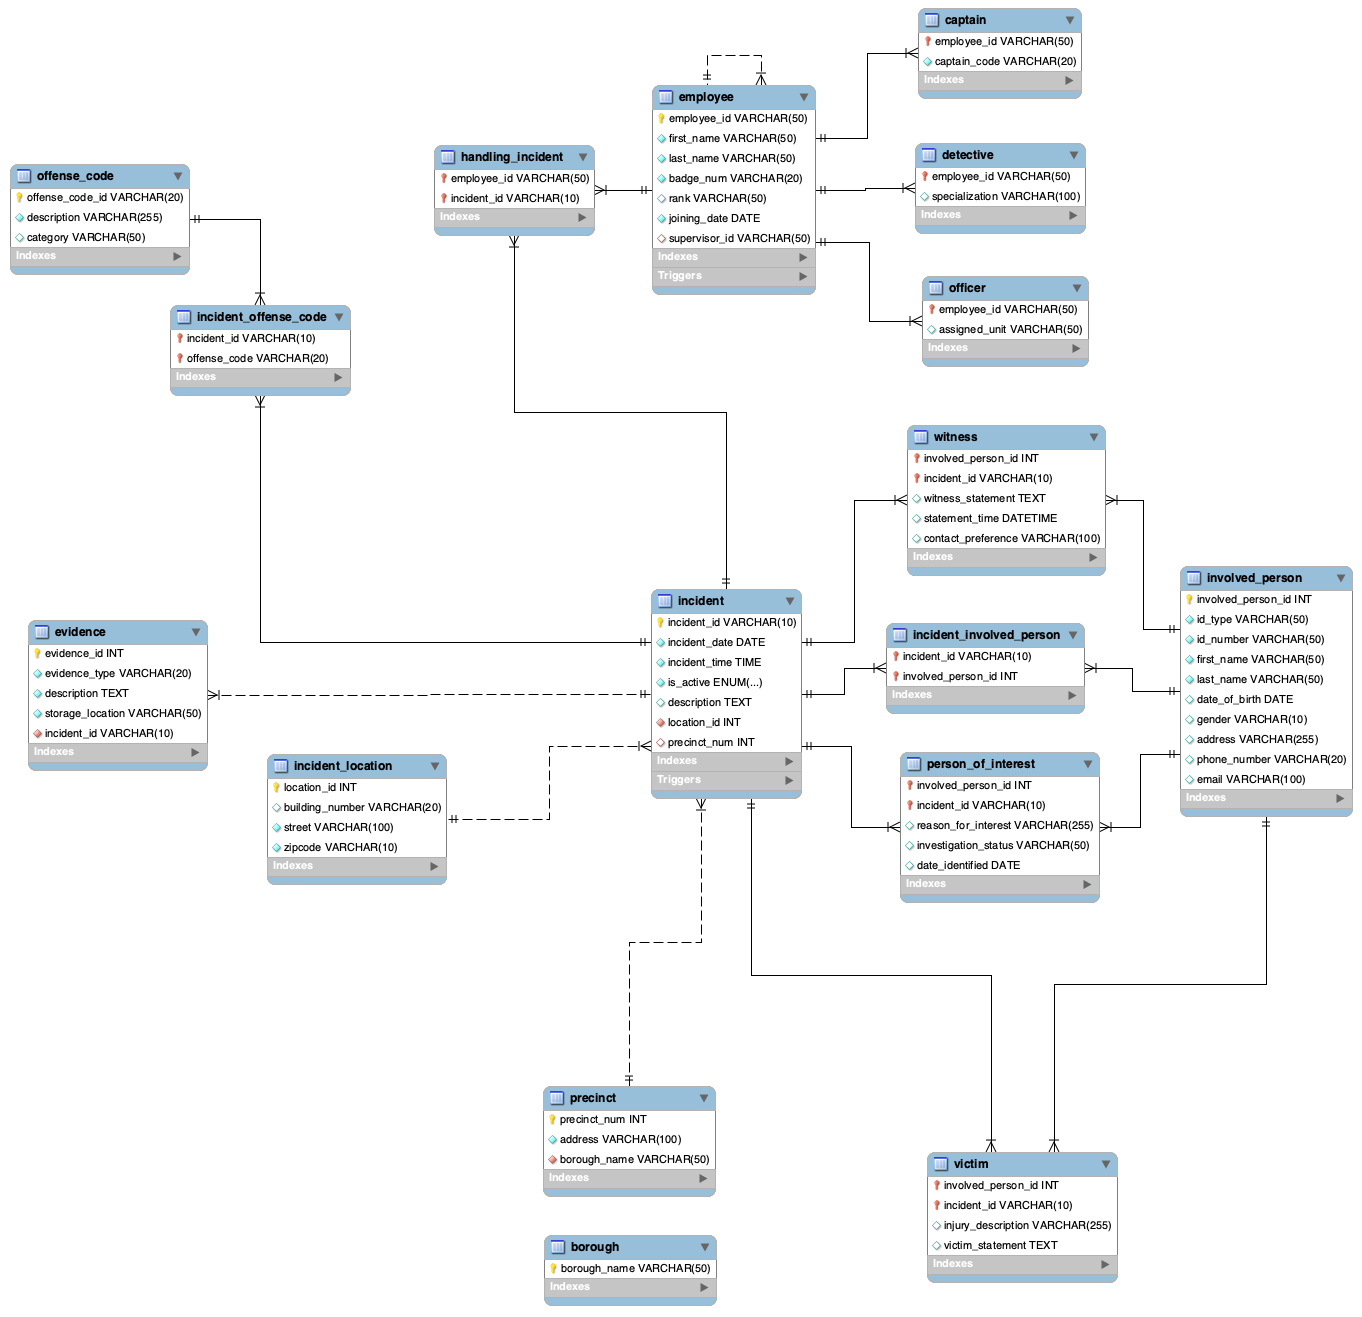 captain
employee_id VARCHAR(50)
captain_code VARCHAR(20)
Indexes
employee
employee_id VARCHAR(50)
first_name VARCHAR(50)
last_name VARCHAR(50)
badge_num VARCHAR(20)
rank VARCHAR(50)
joining_date DATE
supervisor_id VARCHAR(50)
Indexes
Triggers
handling_incident
employee_id VARCHAR(50)
incident_id VARCHAR(10)
Indexes
detective
employee_id VARCHAR(50)
specialization VARCHAR(100)
Indexes
offense_code
offense_code_id VARCHAR(20)
description VARCHAR(255)
category VARCHAR(50)
Indexes
officer
employee_id VARCHAR(50)
assigned_unit VARCHAR(50)
Indexes
incident_offense_code
incident_id VARCHAR(10)
offense_code VARCHAR(20)
Indexes
witness
involved_person_id INT
incident_id VARCHAR(10)
witness_statement TEXT
statement_time DATETIME
contact_preference VARCHAR(100)
Indexes
involved_person
involved_person_id INT
id_type VARCHAR(50)
id_number VARCHAR(50)
first_name VARCHAR(50)
last_name VARCHAR(50)
date_of_birth DATE
gender VARCHAR(10)
address VARCHAR(255)
phone_number VARCHAR(20)
email VARCHAR(100)
Indexes
incident
incident_id VARCHAR(10)
incident_date DATE
incident_time TIME
is_active ENUM(...)
description TEXT
location_id INT
precinct_num INT
Indexes
Triggers
evidence
evidence_id INT
evidence_type VARCHAR(20)
description TEXT
storage_location VARCHAR(50)
incident_id VARCHAR(10)
Indexes
incident_involved_person
incident_id VARCHAR(10)
involved_person_id INT
Indexes
incident_location
location_id INT
building_number VARCHAR(20)
street VARCHAR(100)
zipcode VARCHAR(10)
Indexes
person_of_interest
involved_person_id INT
incident_id VARCHAR(10)
reason_for_interest VARCHAR(255)
investigation_status VARCHAR(50)
date_identified DATE
Indexes
precinct
precinct_num INT
address VARCHAR(100)
borough_name VARCHAR(50)
Indexes
victim
involved_person_id INT
incident_id VARCHAR(10)
injury_description VARCHAR(255)
victim_statement TEXT
Indexes
borough
borough_name VARCHAR(50)
Indexes